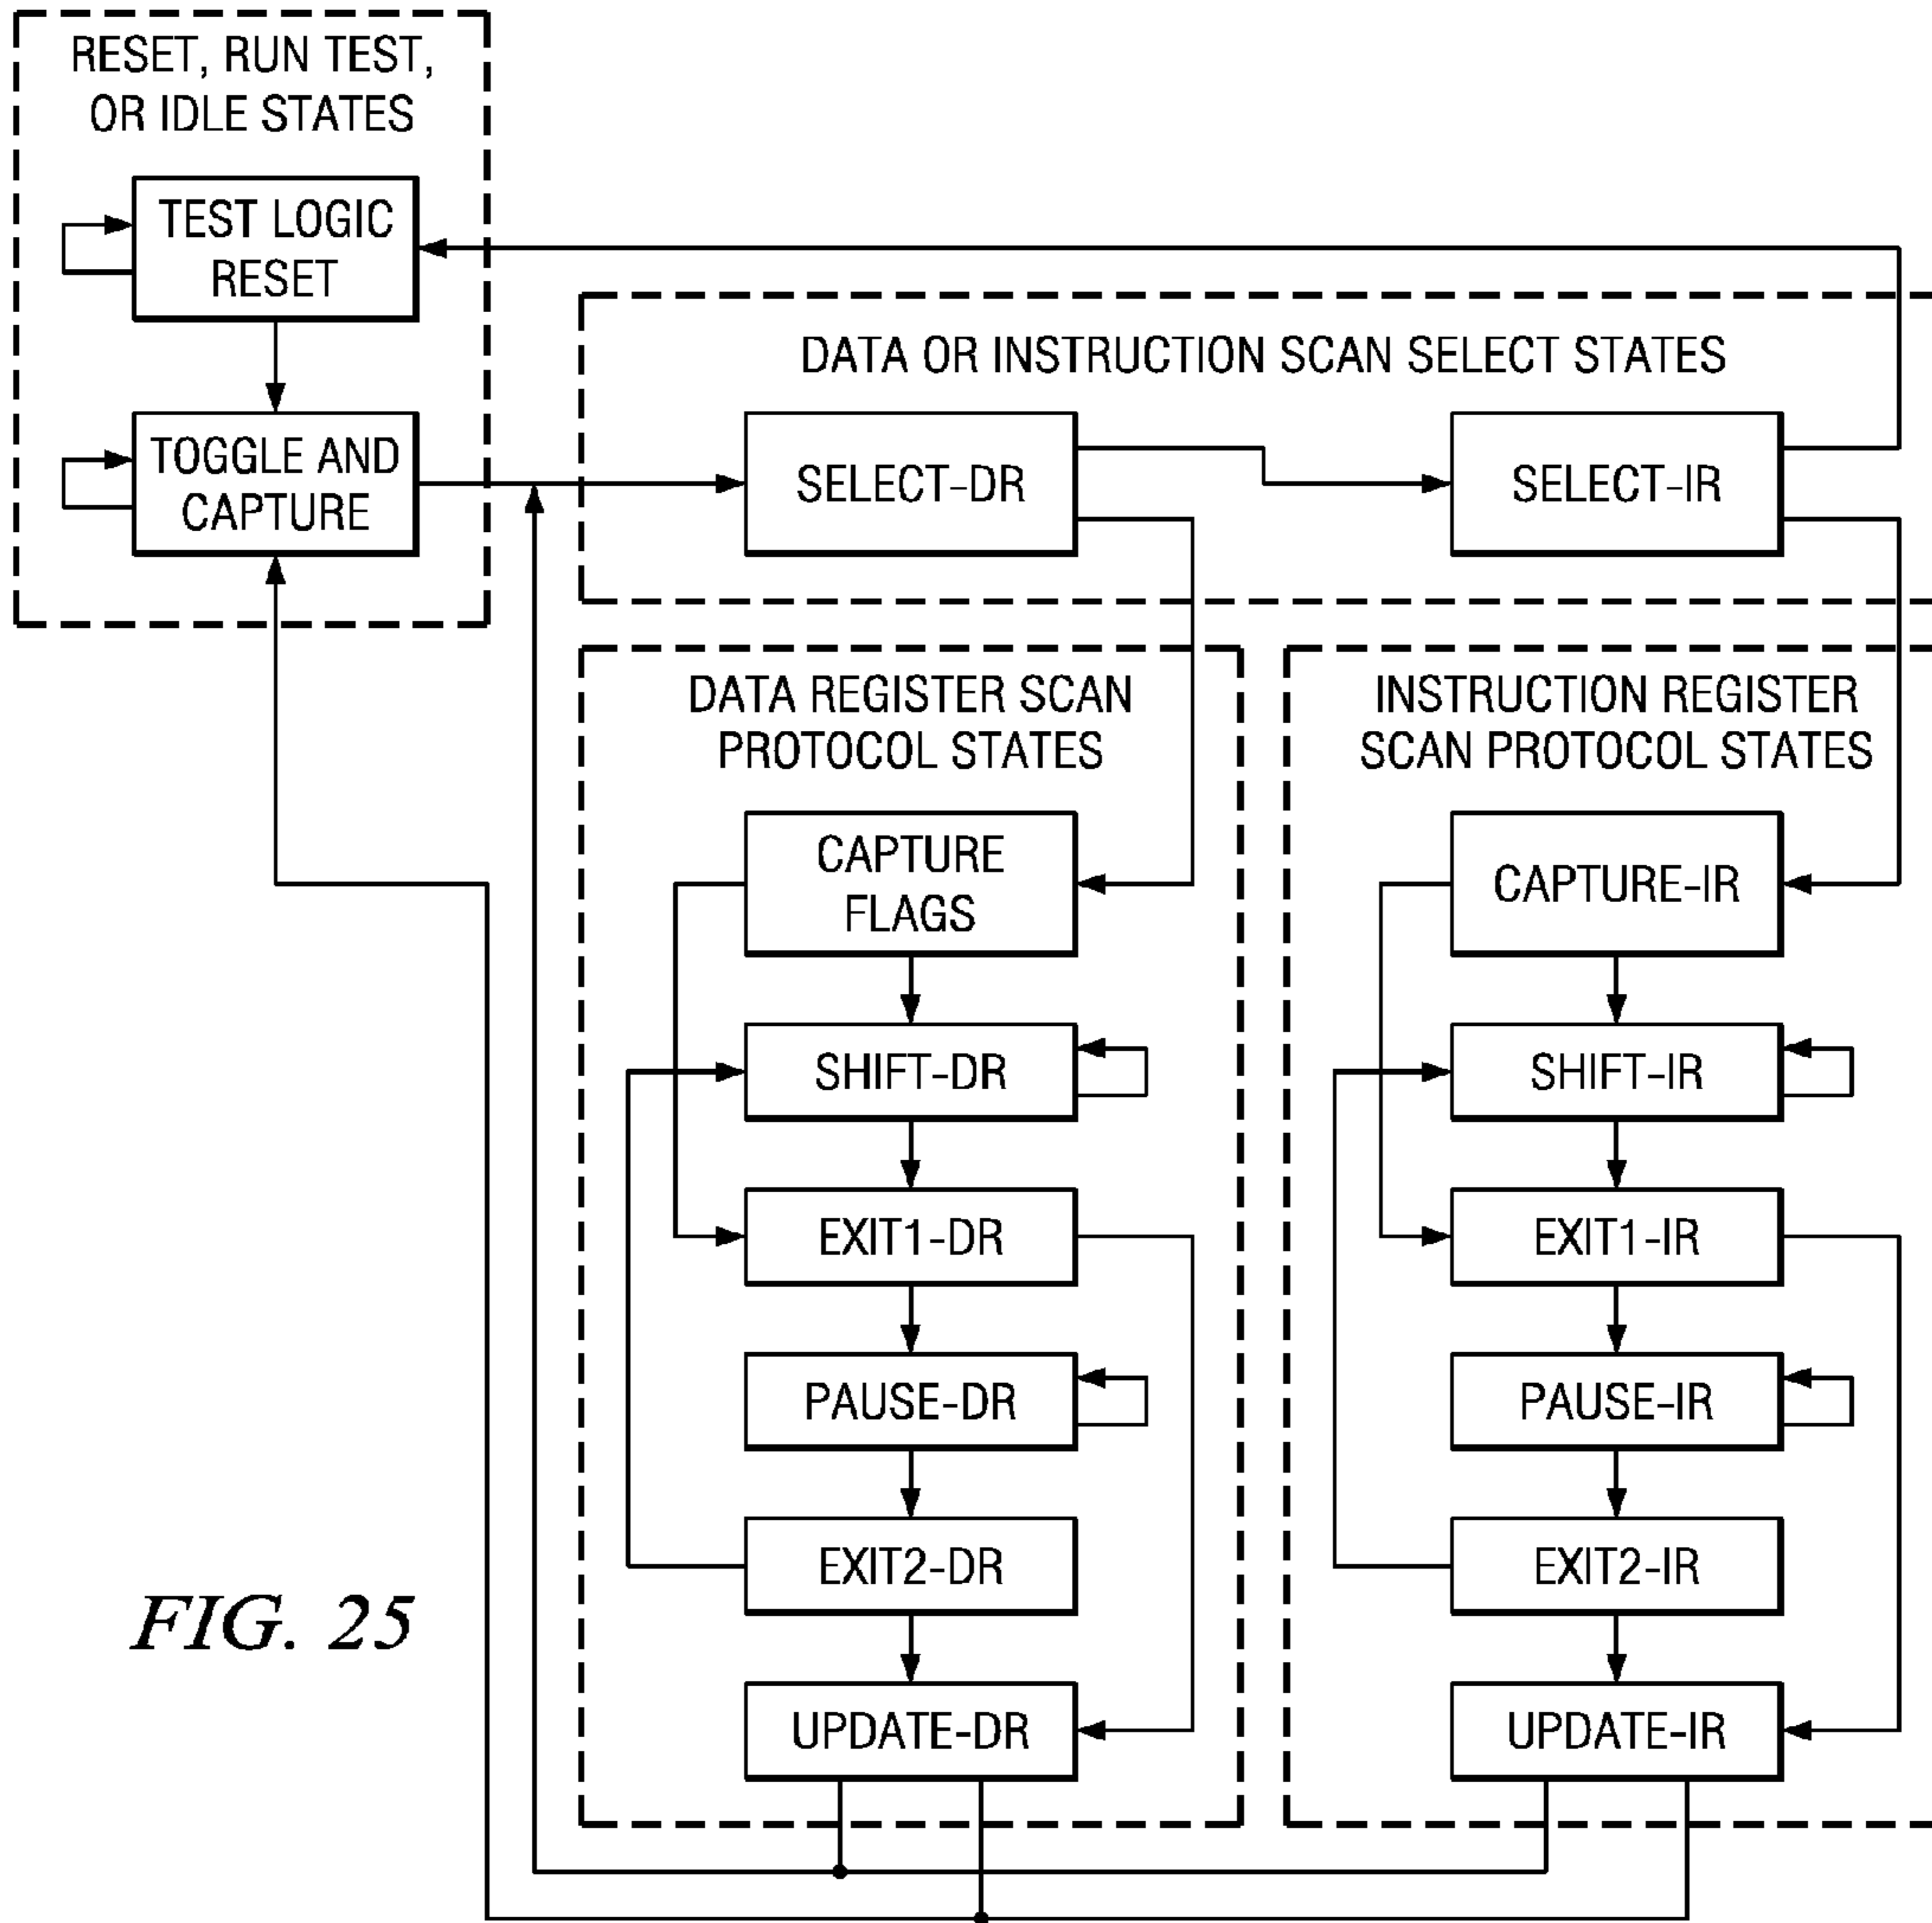 RESET, RUN TEST,
OR IDLE STATES
TEST LOGIC
RESET
TOGGLE AND
CAPTURE
DATA OR INSTRUCTION SCAN SELECT STATES
SELECT-DR
SELECT-IR
DATA REGISTER SCAN
PROTOCOL STATES
CAPTURE
FLAGS
SHIFT-DR
EXIT1-DR
PAUSE-DR
EXIT2-DR
UPDATE-DR
INSTRUCTION REGISTER
SCAN PROTOCOL STATES
CAPTURE-IR
SHIFT-IR
EXIT1-IR
PAUSE-IR
EXIT2-IR
UPDATE-IR
FIG. 25